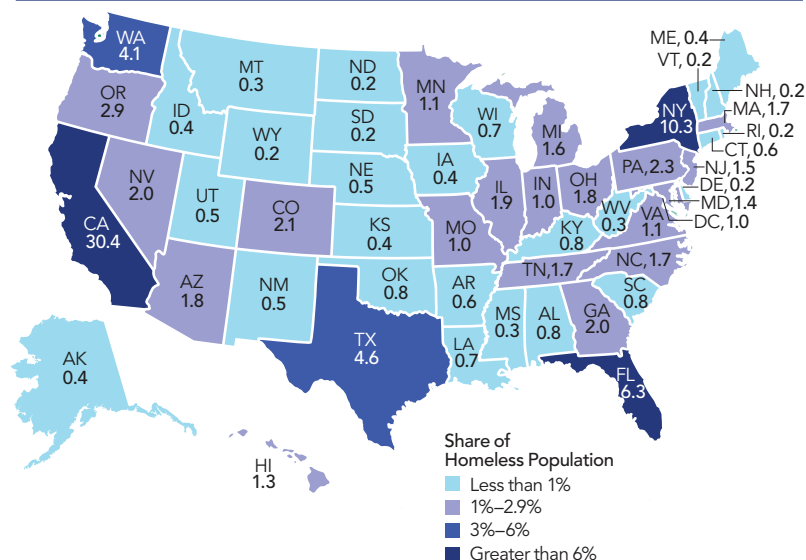 WA
4.1
OR
2.9
CA
30.4
NV
2.0
ID
0.4
MT
0.3
WY
0.2
UT
0.5
AZ
1.8
CO
2.1
NM
0.5
ND
0.2
SD
0.2
NE
0.5
KS
0.4
OK
0.8
TX
4.6
MN
1.1
IA
0.4
MO
1.0
AR
0.6
LA
0.7
WI
0.7
IL
1.9
MI
1.6
IN
1.0
OH
1.8
KY
0.8
TN,1.7
MS
0.3
AL
0.8
GA
2.0
FL
6.3
SC
0.8
NC,1.7
VA
1.1
WV
0.3
PA,2.3
NY
10.3
ME, 0.4
VT, 0.2
NH, 0.2
MA, 1.7
RI, 0.2
CT, 0.6
NJ, 1.5
DE, 0.2
MD, 1.4
DC, 1.0
AK
0.4
HI
1.3
Share of
Homeless Population
Less than 1%
1%–2.9%
3%–6%
Greater than 6%